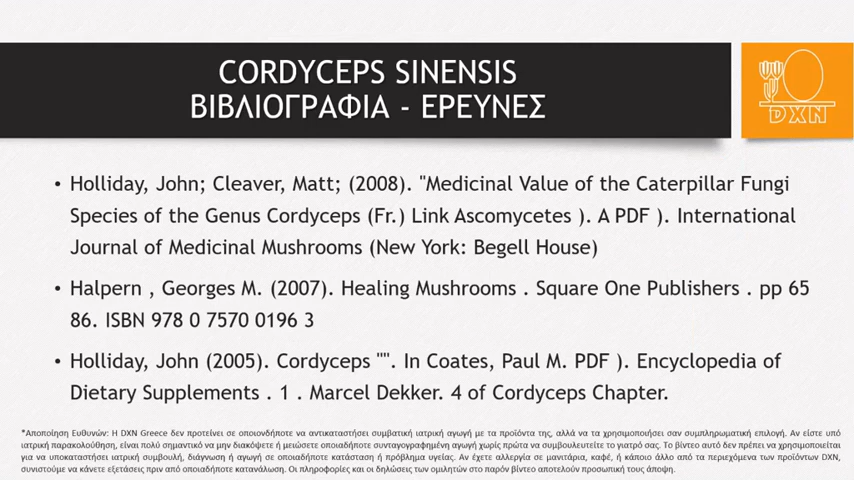 CORDYCEPS SINENSIS
ΒΙΒΛΙΟΓΡΑΦΙΑ - ΕΡΕΥΝΕΣ
DXN
• Holliday, John; Cleaver, Matt; (2008). "Medicinal Value of the Caterpillar Fungi
Species of the Genus Cordyceps (Fr.) Link Ascomycetes ). A PDF ). International
Journal of Medicinal Mushrooms (New York: Begell House)
• Halpern , Georges M. (2007). Healing Mushrooms . Square One Publishers . pp 65
86. ISBN 978 0 7570 0196 3
• Holliday, John (2005). Cordyceps "". In Coates, Paul M. PDF ). Encyclopedia of
Dietary Supplements . 1 . Marcel Dekker. 4 of Cordyceps Chapter.
*Αποποίηση Ευθυνών: Η DXN Greece δεν προτείνει σε οποιονδήποτε να αντικαταστήσει συμβατική ιατρική αγωγή με τα προϊόντα της, αλλά να τα χρησιμοποιήσει σαν συμπληρωματική επιλογή. Αν είστε υπό
ιατρική παρακολούθηση, είναι πολύ σημαντικό να μην διακόψετε ή μειώσετε οποιαδήποτε συνταγογραφημένη αγωγή χωρίς πρώτα να συμβουλευτείτε το γιατρό σας. Το βίντεο αυτό δεν πρέπει να χρησιμοποιείται
για να υποκαταστήσει ιατρική συμβουλή, διάγνωση ή αγωγή σε οποιαδήποτε κατάσταση ή πρόβλημα υγείας. Αν έχετε αλλεργία σε μανιτάρια, καφέ, ή κάποιο άλλο από τα περιεχόμενα των προϊόντων DXN,
συνιστούμε να κάνετε εξετάσεις πριν από οποιαδήποτε κατανάλωση. Οι πληροφορίες και οι δηλώσεις των ομιλητών στο παρόν βίντεο αποτελούν προσωπική τους άποψη.